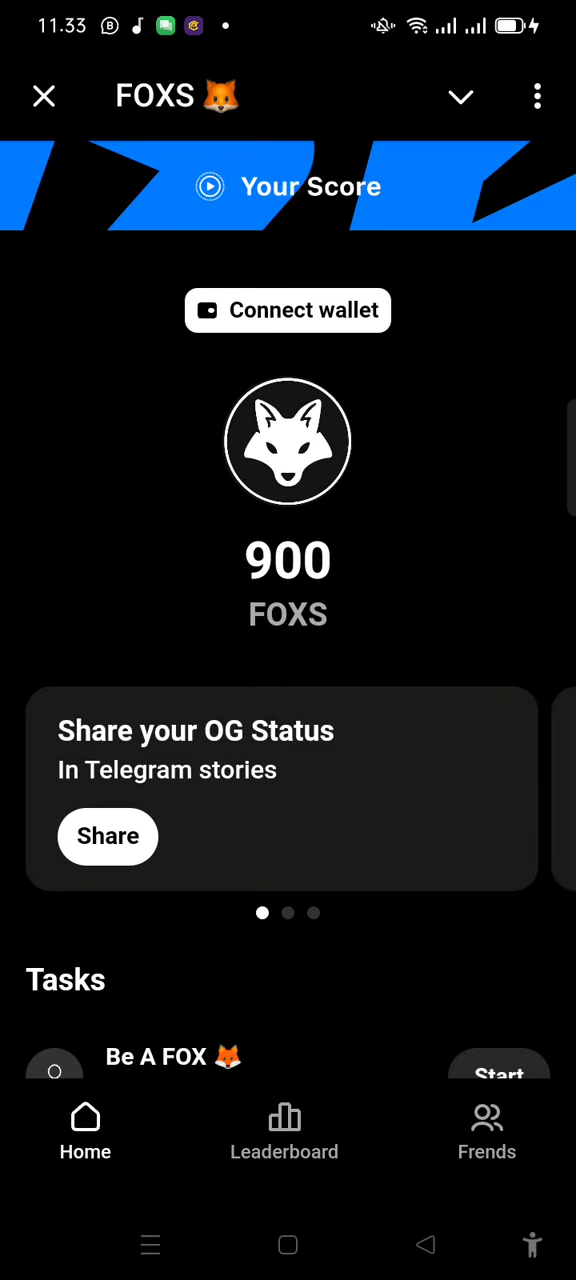 11.33
FOXS 🦊
Your Score
Connect wallet
900
FOXS
Share your OG Status
In Telegram stories
Share
Tasks
Be A FOX 🦊
Start
Home
Leaderboard
Frends